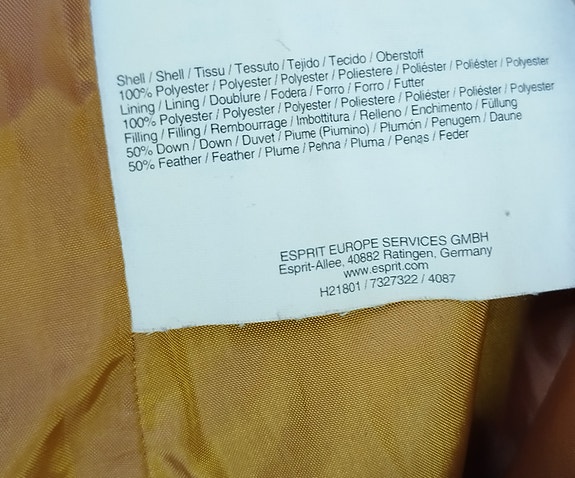 Shell / Shell / Tissu / Tessuto / Tejido / Tecido / Oberstoff
100% Polyester / Polyester / Polyester / Poliestere / Poliéster / Poliéster / Polyester
Lining / Lining / Doublure / Fodera / Forro / Forro / Futter
100% Polyester / Polyester / Polyester / Poliestere / Poliéster / Poliéster / Polyester
Filling / Filling / Rembourrage / Imbottitura / Relleno / Enchimento / Füllung
50% Down / Down / Duvet / Piume (Piumino) / Plumón / Penugem / Daune
50% Feather / Feather / Plume / Penna / Pluma / Penas / Feder
ESPRIT EUROPE SERVICES GMBH
Esprit-Allee, 40882 Ratingen, Germany
www.esprit.com
H21801 / 7327322 / 4087